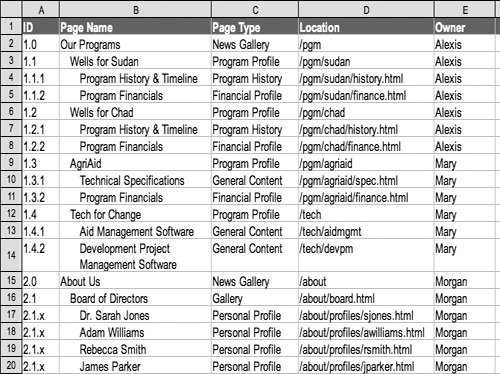 A B C D E
1 ID Page Name Page Type Location Owner
2 1.0 Our Programs News Gallery /pgm Alexis
3 1.1 Wells for Sudan Program Profile /pgm/sudan Alexis
4 1.1.1 Program History & Timeline Program History /pgm/sudan/history.html Alexis
5 1.1.2 Program Financials Financial Profile /pgm/sudan/finance.html Alexis
6 1.2 Wells for Chad Program Profile /pgm/chad Alexis
7 1.2.1 Program History & Timeline Program History /pgm/chad/history.html Alexis
8 1.2.2 Program Financials Financial Profile /pgm/chad/finance.html Alexis
9 1.3 AgriAid Program Profile /pgm/agriaid Mary
10 1.3.1 Technical Specifications General Content /pgm/agriaid/spec.html Mary
11 1.3.2 Program Financials Financial Profile /pgm/agriaid/finance.html Mary
12 1.4 Tech for Change Program Profile /tech Mary
13 1.4.1 Aid Management Software General Content /tech/aidmgmt Mary
14 1.4.2 Development Project General Content /tech/devpm Mary
Management Software
15 2.0 About Us News Gallery /about Morgan
16 2.1 Board of Directors Gallery /about/board.html Morgan
17 2.1.x Dr. Sarah Jones Personal Profile /about/profiles/sjones.html Morgan
18 2.1.x Adam Williams Personal Profile /about/profiles/awilliams.html Morgan
19 2.1.x Rebecca Smith Personal Profile /about/profiles/rsmith.html Morgan
20 2.1.x James Parker Personal Profile /about/profiles/jparker.html Morgan